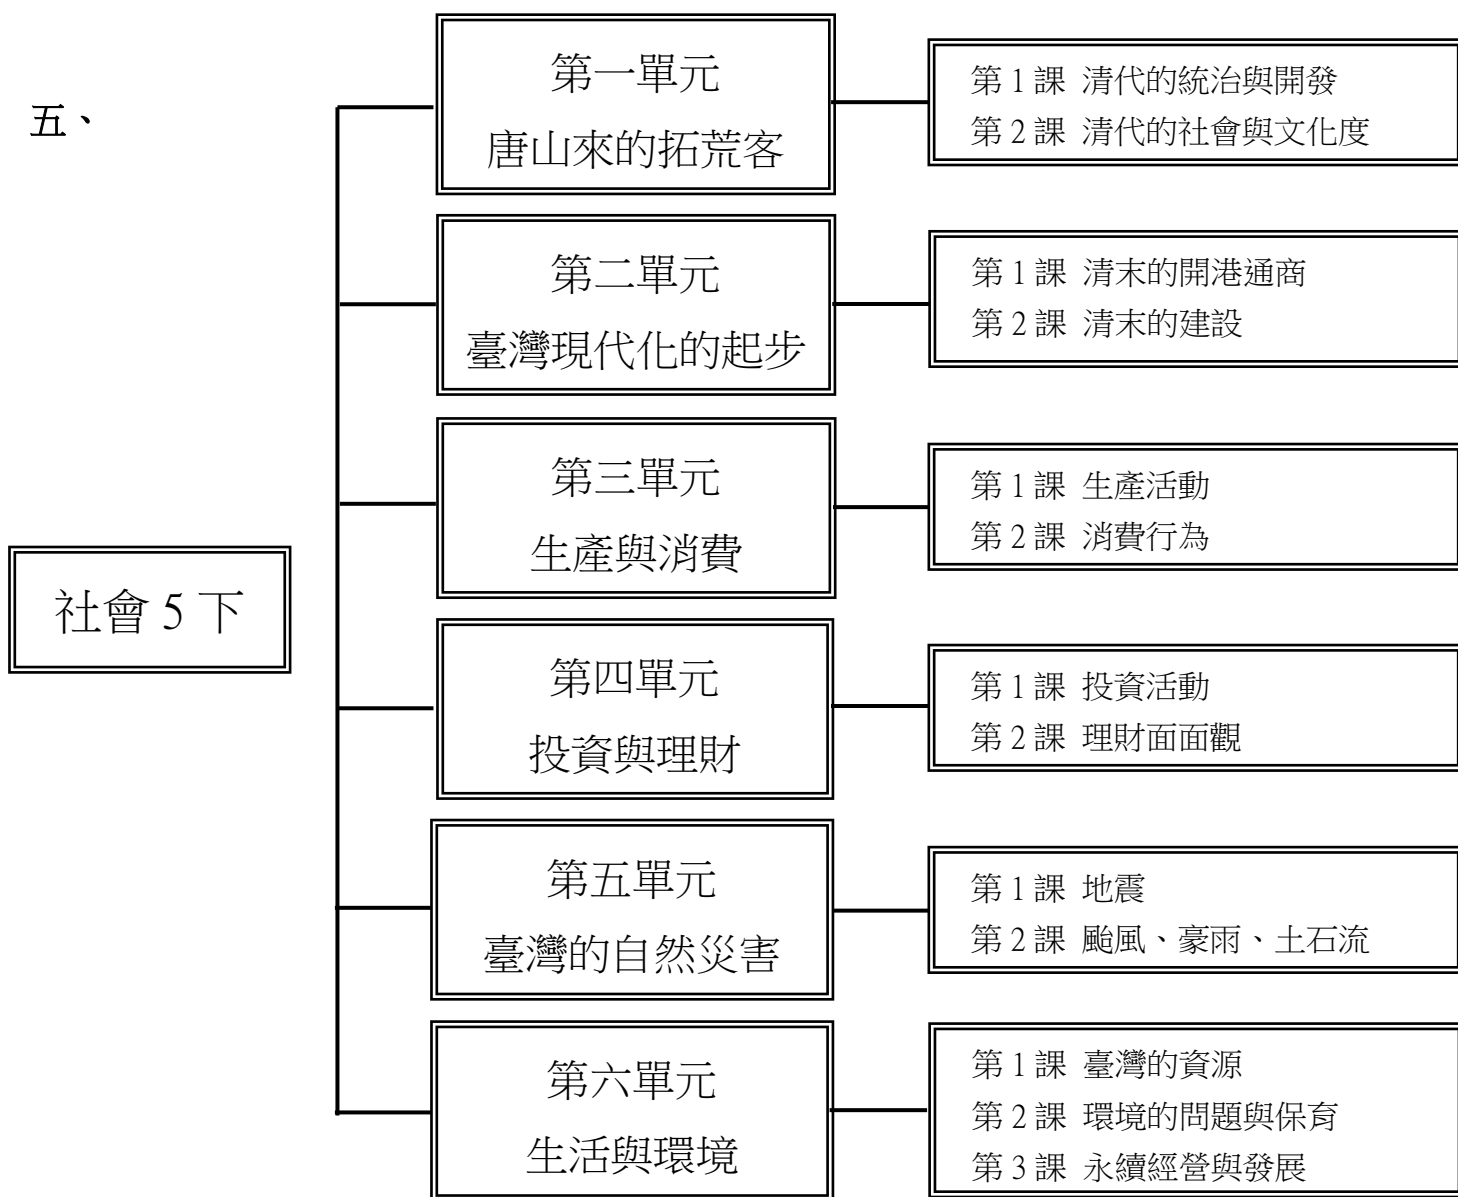 五、
社會 5 下
第一單元
唐山來的拓荒客
第 1 課 清代的統治與開發
第 2 課 清代的社會與文化度
第二單元
臺灣現代化的起步
第 1 課 清末的開港通商
第 2 課 清末的建設
第三單元
生產與消費
第 1 課 生產活動
第 2 課 消費行為
第四單元
投資與理財
第 1 課 投資活動
第 2 課 理財面面觀
第五單元
臺灣的自然災害
第 1 課 地震
第 2 課 颱風、豪雨、土石流
第六單元
生活與環境
第 1 課 臺灣的資源
第 2 課 環境的問題與保育
第 3 課 永續經營與發展